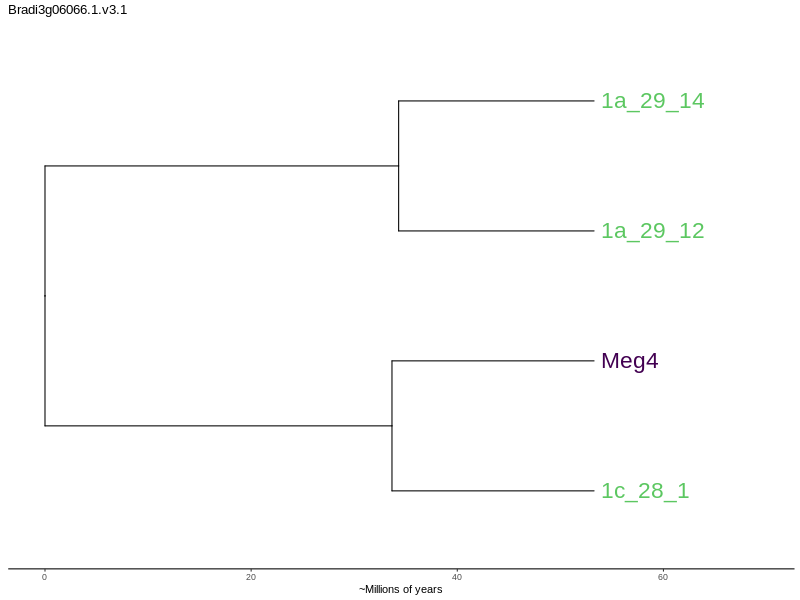 Bradi3g06066.1.v3.1
1a_29_14
1a_29_12
Meg4
1c_28_1
0 20 40 60
~Millions of years